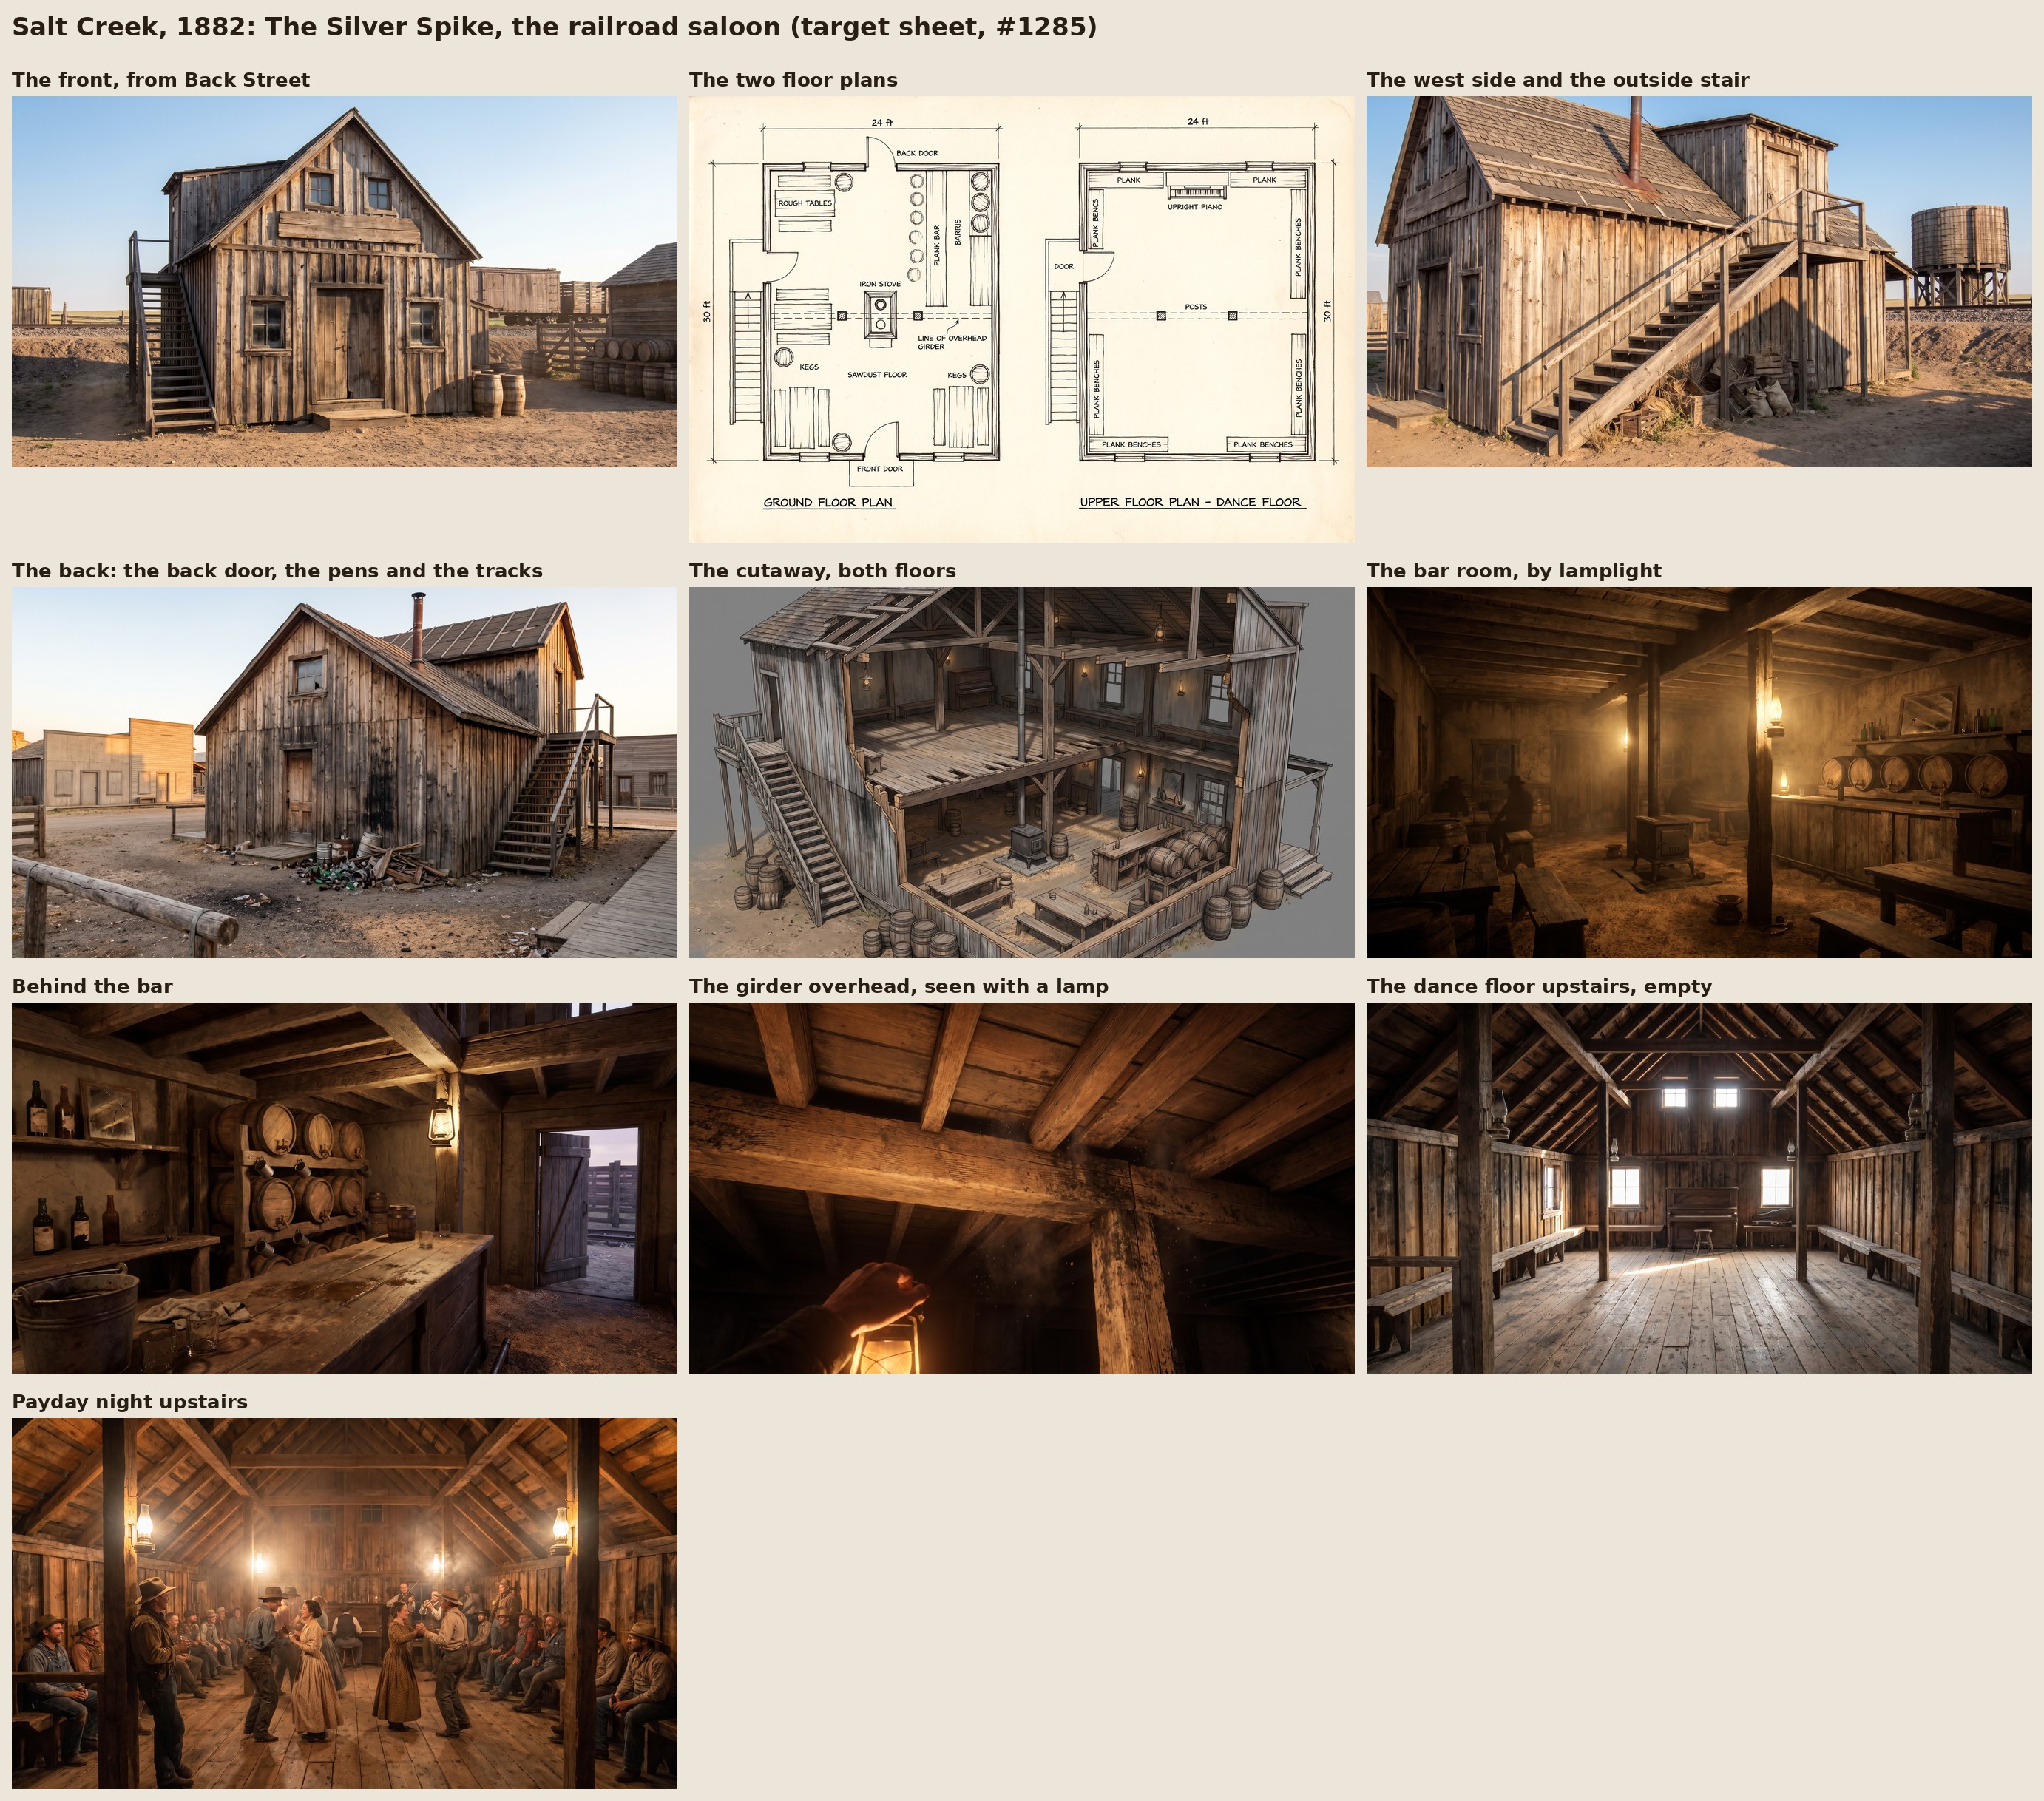 Salt Creek, 1882: The Silver Spike, the railroad saloon (target sheet, #1285)
The front, from Back Street
The two floor plans
The west side and the outside stair
24 ft
BACK DOOR
ROUGH TABLES
PLANK BAR
BARRIS
IRON STOVE
30 ft
LINE OF OVERHEAD
GIRDER
KEGS
SAWDUST FLOOR
KEGS
FRONT DOOR
GROUND FLOOR PLAN
24 ft
PLANK
PLANK
UPRIGHT PIANO
PLANK BENCS
PLANK BENCHES
DOOR
POSTS
30 ft
PLANK BENCHES
PLANK BENCHES
PLANK BENCHES
PLANK BENCHES
UPPER FLOOR PLAN - DANCE FLOOR
The back: the back door, the pens and the tracks
The cutaway, both floors
The bar room, by lamplight
Behind the bar
The girder overhead, seen with a lamp
The dance floor upstairs, empty
Payday night upstairs